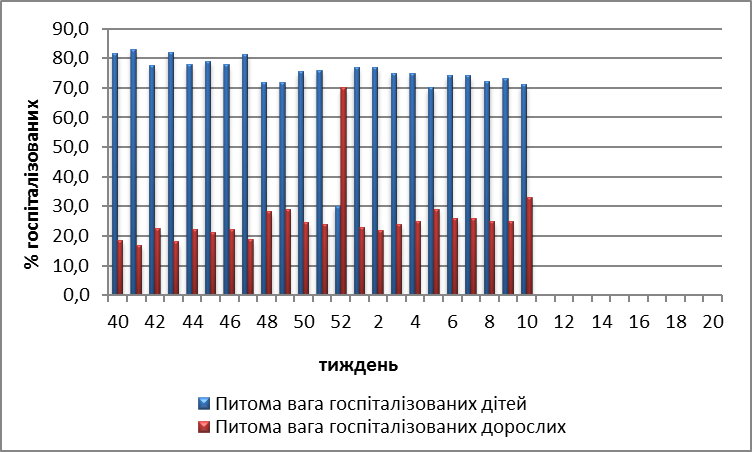 90,0
80,0
70,0
60,0
50,0
40,0
30,0
20,0
10,0
0,0
% госпіталізованих
40 42 44 46 48 50 52 2 4 6 8 10 12 14 16 18 20
тиждень
Питома вага госпіталізованих дітей
Питома вага госпіталізованих дорослих